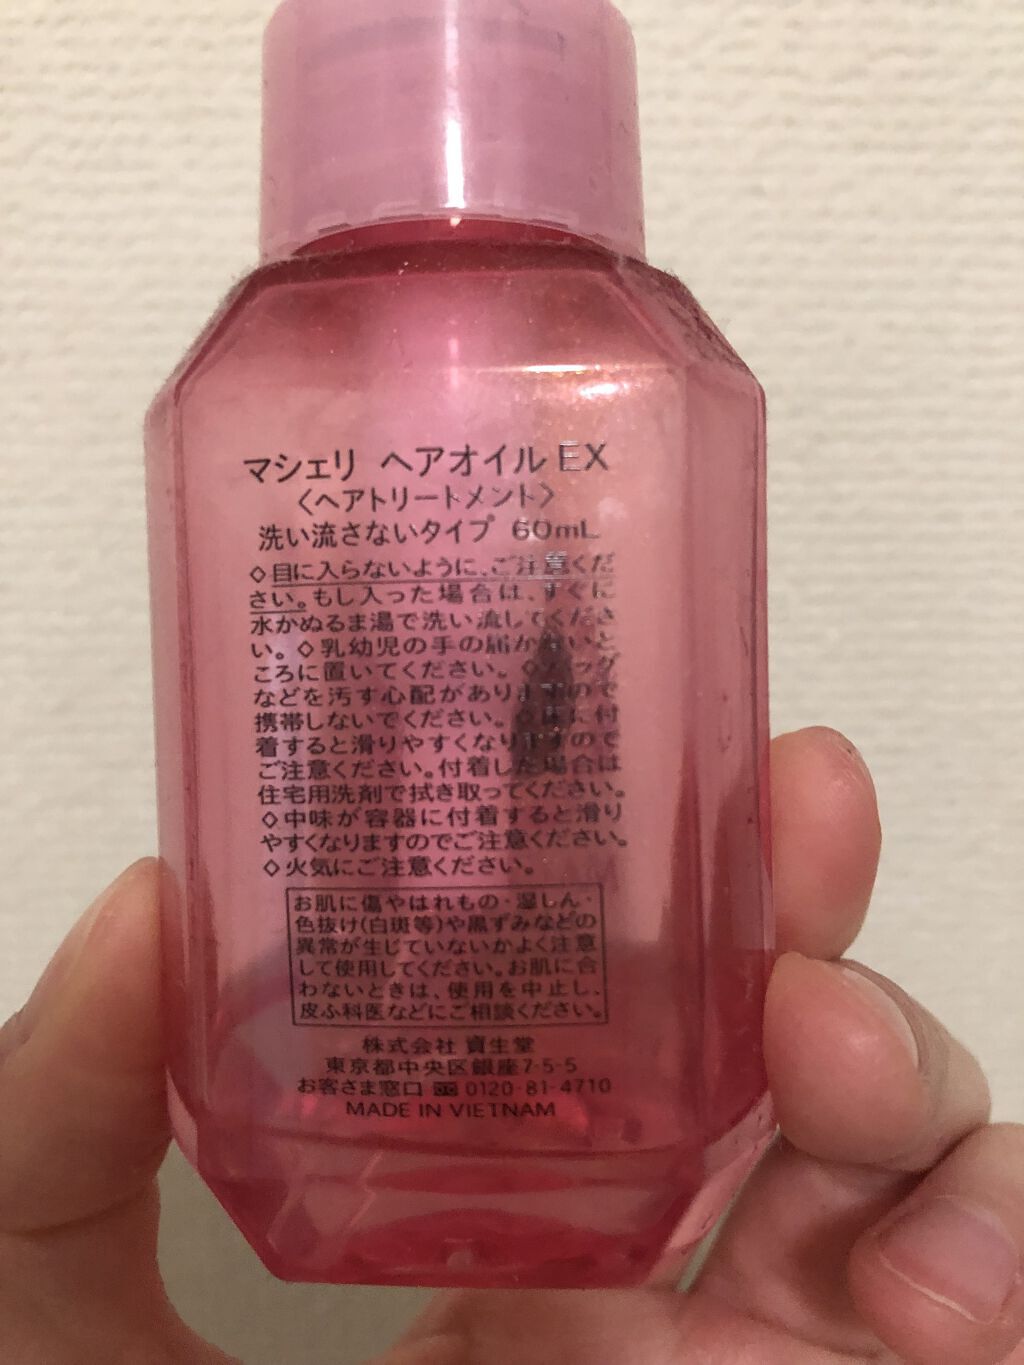 マシェリ ヘアオイル EX
〈ヘアトリートメント〉
洗い流さないタイプ 60mL
◇目に入らないように、ご注意くだ
さい。もし入った場合は、すぐに
水かぬるま湯で洗い流してくださ
い。◇乳幼児の手の届かないと
ころに置いてください。◇バッグ
などを汚す心配がありますので
携帯しないでください。◇床に付
着すると滑りやすくなりますので
ご注意ください。付着した場合は
住宅用洗剤で拭き取ってください。
◇中味が容器に付着すると滑り
やすくなりますのでご注意ください。
◇火気にご注意ください。
お肌に傷やはれもの・湿しん・
色抜け(白斑等)や黒ずみなどの
異常が生じていないかよく注意
して使用してください。お肌に合
わないときは、使用を中止し、
皮ふ科医などにご相談ください。
株式会社 資生堂
東京都中央区銀座7-5-5
お客さま窓口 0120-81-4710
MADE IN VIETNAM